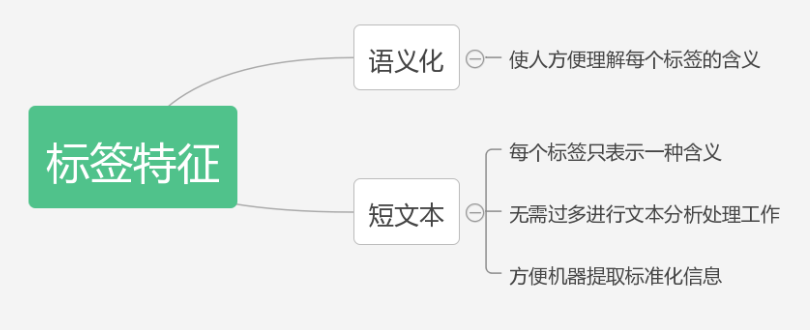 标签特征
语义化
使人方便理解每个标签的含义
短文本
每个标签只表示一种含义
无需过多进行文本分析处理工作
方便机器提取标准化信息